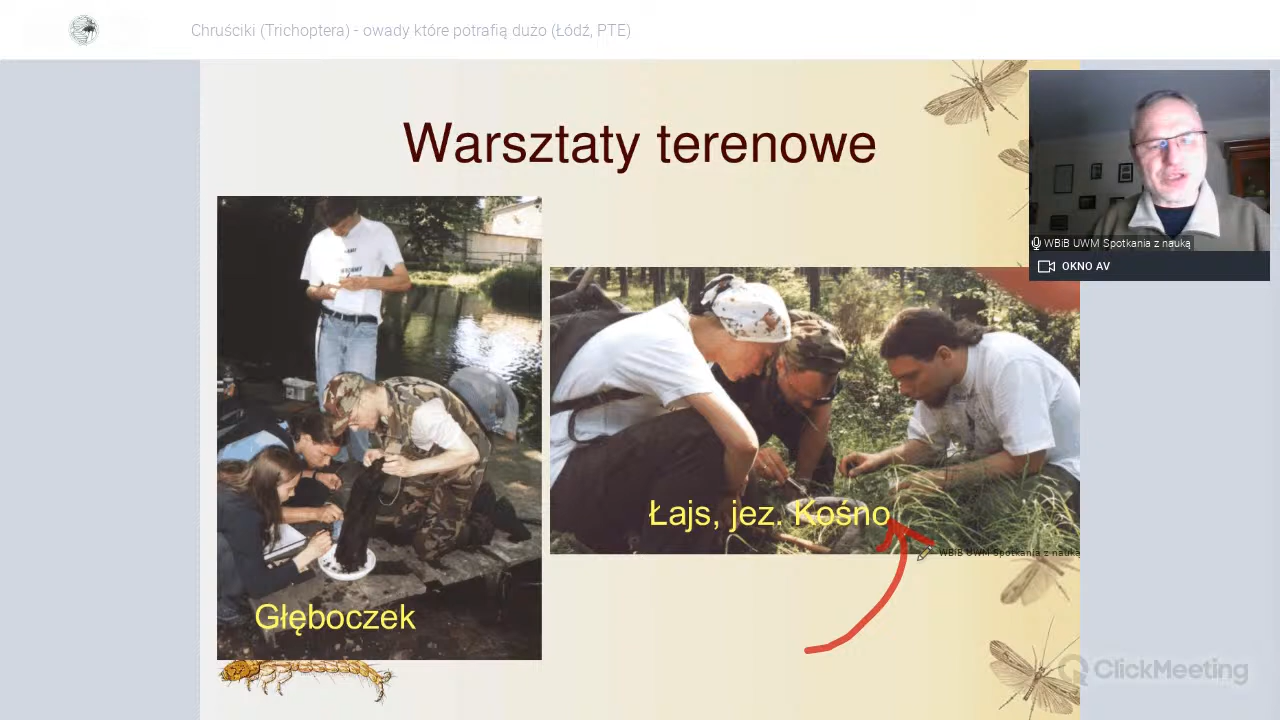 Chruściki (Trichoptera) - owady które potrafią dużo (Łódź, PTE)
Warsztaty terenowe
WBiB UWM Spotkania z nauką
OKNO AV
Łajs, jez. Kośno
WBiB UWM Spotkania z nauką
Głęboczek
ClickMeeting